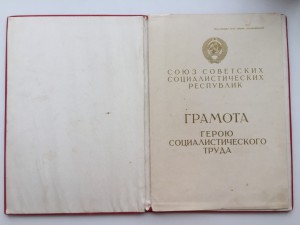 СОЮЗ СОВЕТСКИХ
СОЦИАЛИСТИЧЕСКИХ
РЕСПУБЛИК
ГРАМОТА
ГЕРОЮ
СОЦИАЛИСТИЧЕСКОГО
ТРУДА